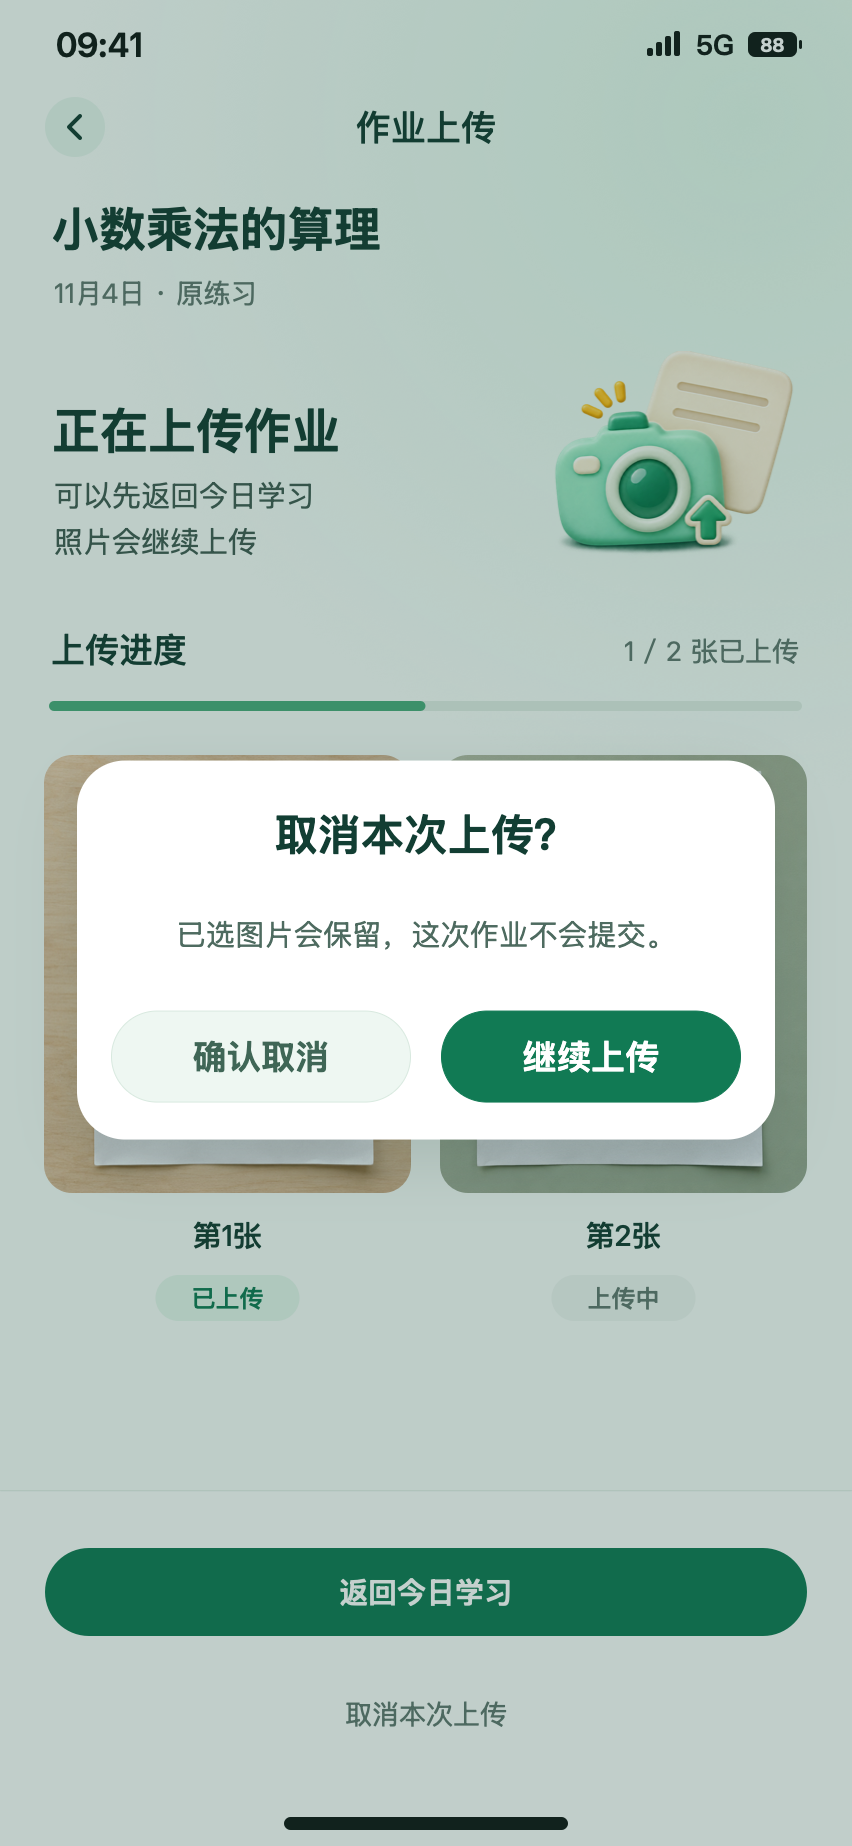 09:41
5G
88
作业上传
小数乘法的算理
11月4日 · 原练习
正在上传作业
可以先返回今日学习
照片会继续上传
上传进度
1 / 2 张已上传
取消本次上传?
已选图片会保留，这次作业不会提交。
确认取消
继续上传
第1张
第2张
已上传
上传中
返回今日学习
取消本次上传